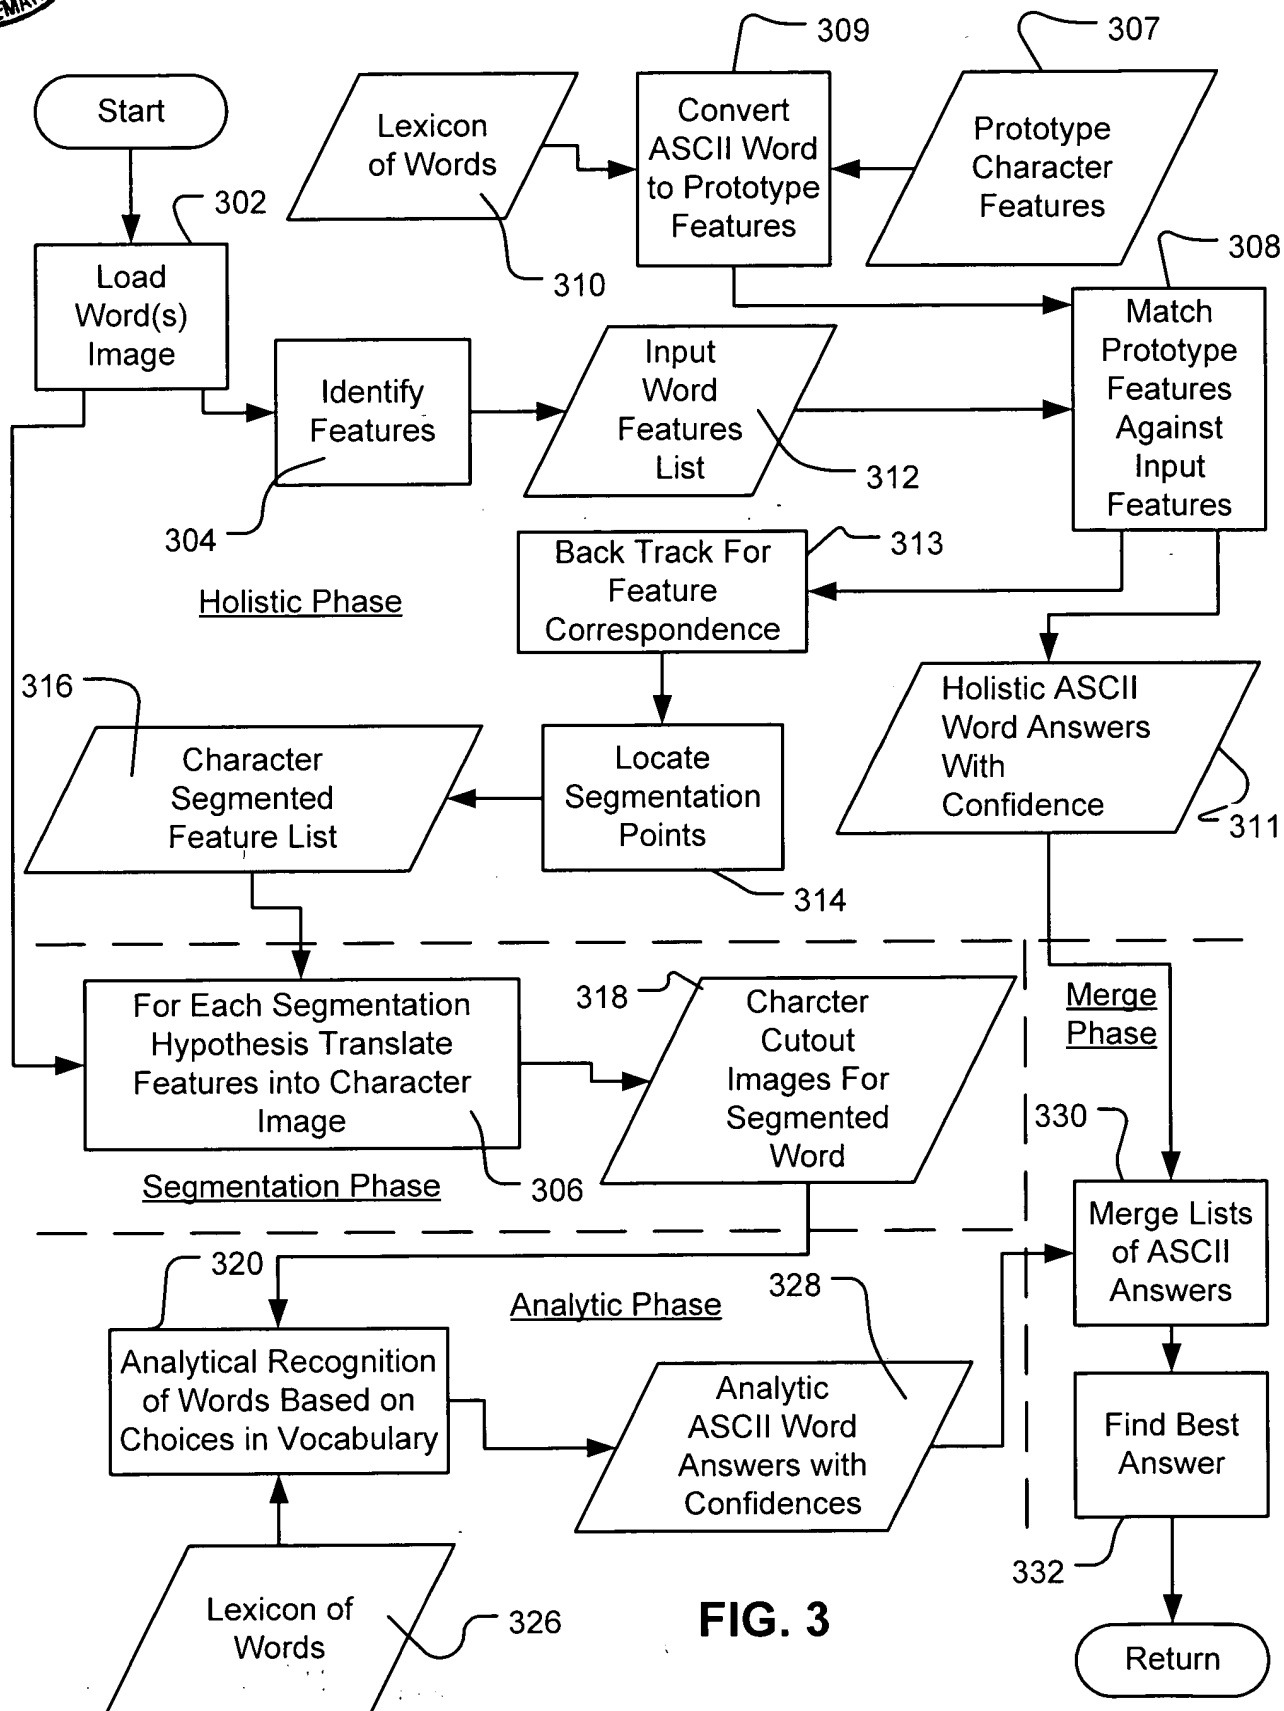 309
307
Start
Lexicon
of Words
Convert
ASCII Word
to Prototype
Features
Prototype
Character
Features
302
310
308
Load
Word(s)
Image
Identify
Features
Input
Word
Features
List
Match
Prototype
Features
Against
Input
Features
304
312
313
Holistic Phase
Back Track For
Feature
Correspondence
316
Character
Segmented
Feature List
Locate
Segmentation
Points
Holistic ASCII
Word Answers
With
Confidence
311
314
For Each Segmentation
Hypothesis Translate
Features into Character
Image
318
Charcter
Cutout
Images For
Segmented
Word
Merge
Phase
Segmentation Phase
306
330
Merge Lists
of ASCII
Answers
320
Analytic Phase
328
Analytical Recognition
of Words Based on
Choices in Vocabulary
Analytic
ASCII Word
Answers with
Confidences
Find Best
Answer
332
Lexicon of
Words
326
FIG. 3
Return